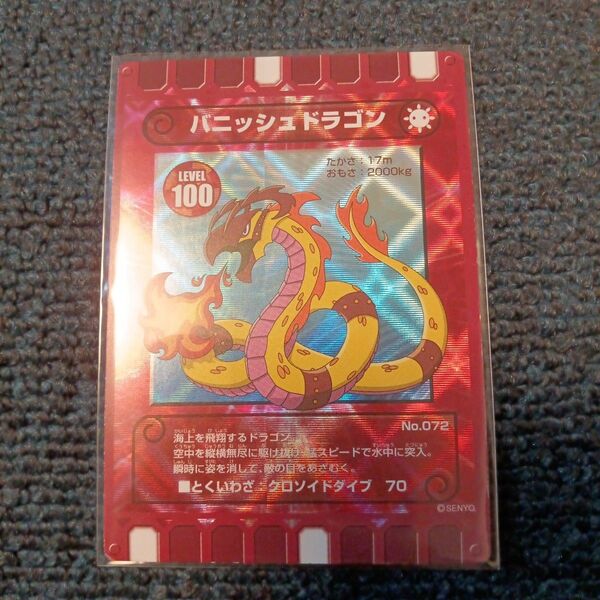 バニッシュドラゴン
LEVEL
100
たかさ：17m
おもさ：2000kg
No.072
海上を飛翔するドラゴン。
空中を縦横無尽に駆け抜け、猛スピードで水中に突入。
瞬時に姿を消して、敵の目をあざむく。
■とくいわざ：クロソイドダイブ 70
©SENYO